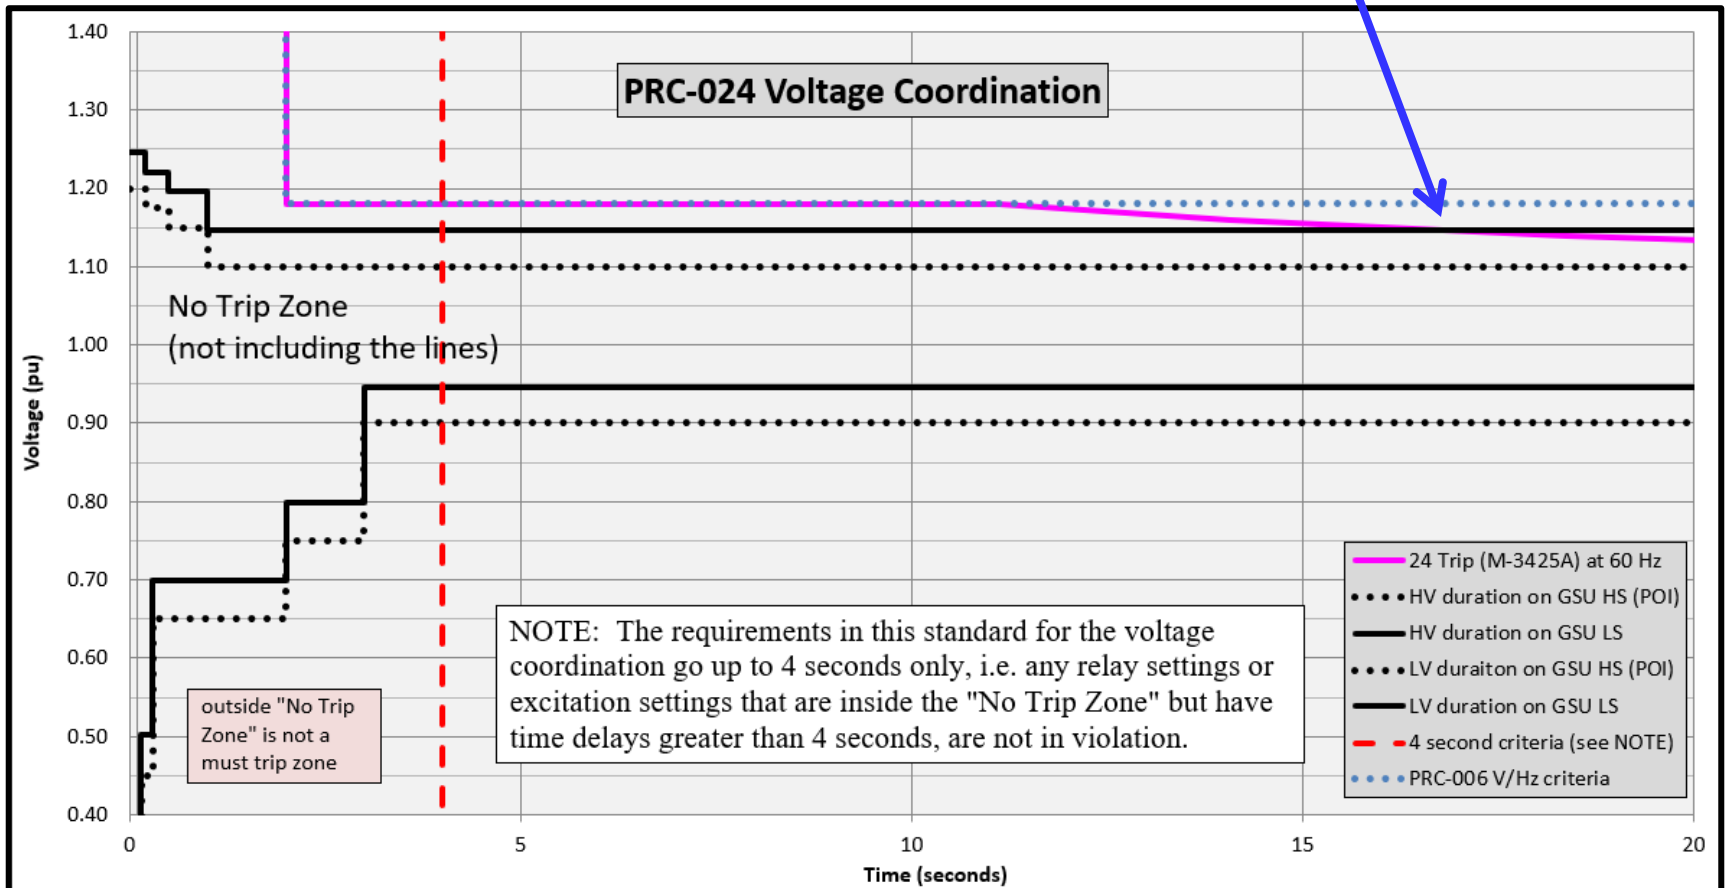 PRC-024 Voltage Coordination
1.40
1.30
1.20
1.10
1.00
0.90
0.80
0.70
0.60
0.50
0.40
Voltage (pu)
No Trip Zone
(not including the lines)
outside "No Trip
Zone" is not a
must trip zone
NOTE: The requirements in this standard for the voltage
coordination go up to 4 seconds only, i.e. any relay settings or
excitation settings that are inside the "No Trip Zone" but have
time delays greater than 4 seconds, are not in violation.
24 Trip (M-3425A) at 60 Hz
HV duration on GSU HS (POI)
HV duration on GSU LS
LV duraiton on GSU HS (POI)
LV duration on GSU LS
4 second criteria (see NOTE)
PRC-006 V/Hz criteria
0
5
10
15
20
Time (seconds)